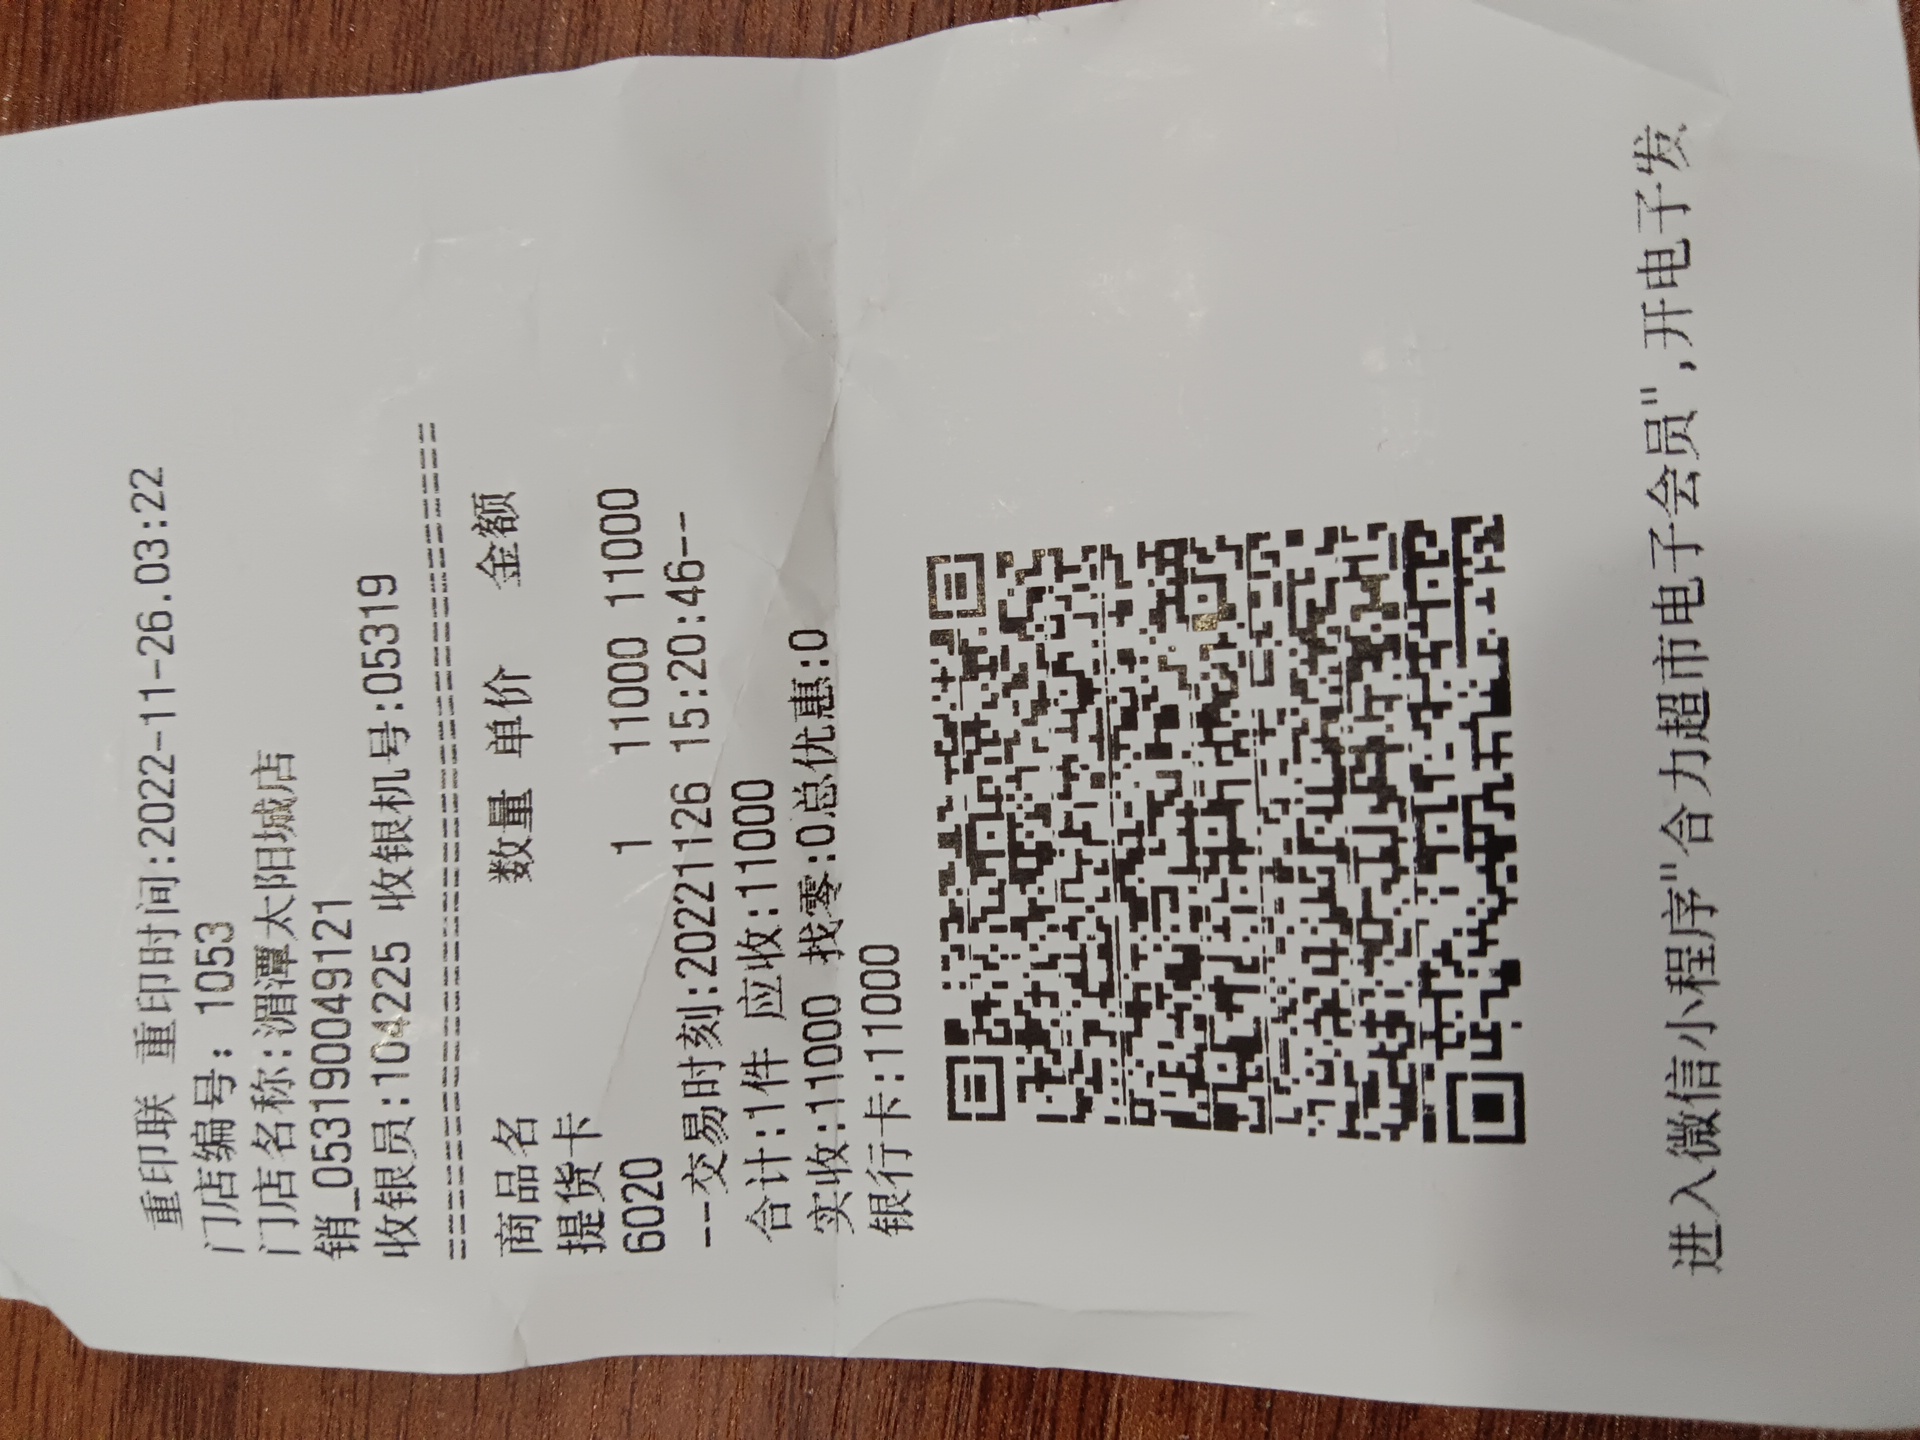 重印联 重印时间:2022-11-26.03:22
门店编号: 1053
门店名称:湄潭太阳城店
销_053190049121
收银员:104225 收银机号:05319
商品名 数量 单价 金额
提货卡
6020 1 11000 11000
--交易时刻:20221126 15:20:46--
合计:1件 应收:11000
实收:11000 找零:0总优惠:0
银行卡:11000
进入微信小程序"合力超市电子会员",开电子发